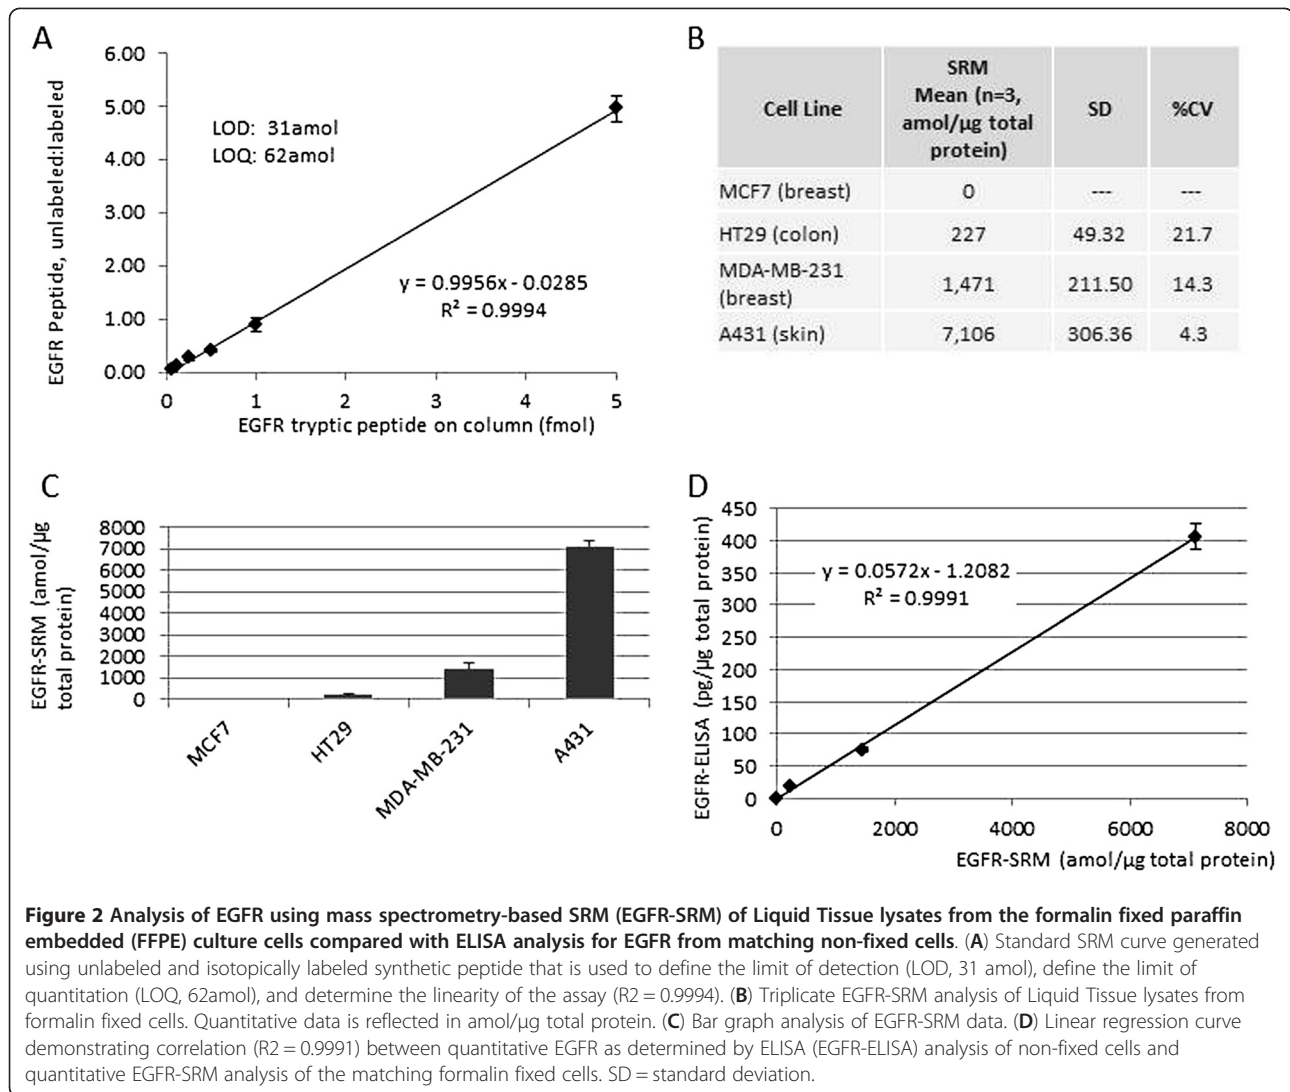 A
6.00
5.00
4.00
3.00
2.00
1.00
0.00
EGFR Peptide, unlabeled:labeled
LOD: 31amol
LOQ: 62amol
y = 0.9956x - 0.0285
R² = 0.9994
0 1 2 3 4 5
EGFR tryptic peptide on column (fmol)
B
Cell Line
SRM
Mean (n=3,
amol/µg total
protein)
SD
%CV
MCF7 (breast) 0 --- ---
HT29 (colon) 227 49.32 21.7
MDA-MB-231
(breast) 1,471 211.50 14.3
A431 (skin) 7,106 306.36 4.3
C
EGFR-SRM (amol/µg
total protein)
8000
7000
6000
5000
4000
3000
2000
1000
0
MCF7
HT29
MDA-MB-231
A431
D
EGFR-ELISA (pg/µg total protein)
450
400
350
300
250
200
150
100
50
0
y = 0.0572x - 1.2082
R² = 0.9991
0 2000 4000 6000 8000
EGFR-SRM (amol/µg total protein)
Figure 2 Analysis of EGFR using mass spectrometry-based SRM (EGFR-SRM) of Liquid Tissue lysates from the formalin fixed paraffin
embedded (FFPE) culture cells compared with ELISA analysis for EGFR from matching non-fixed cells. (A) Standard SRM curve generated
using unlabeled and isotopically labeled synthetic peptide that is used to define the limit of detection (LOD, 31 amol), define the limit of
quantitation (LOQ, 62amol), and determine the linearity of the assay (R2 = 0.9994). (B) Triplicate EGFR-SRM analysis of Liquid Tissue lysates from
formalin fixed cells. Quantitative data is reflected in amol/µg total protein. (C) Bar graph analysis of EGFR-SRM data. (D) Linear regression curve
demonstrating correlation (R2 = 0.9991) between quantitative EGFR as determined by ELISA (EGFR-ELISA) analysis of non-fixed cells and
quantitative EGFR-SRM analysis of the matching formalin fixed cells. SD = standard deviation.